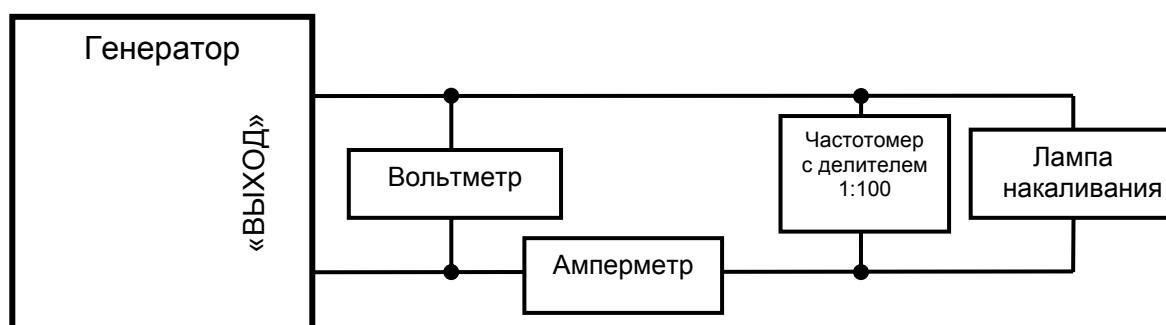 Генератор
«ВЫХОД»
Вольтметр
Амперметр
Частотомер
с делителем
1:100
Лампа
накаливания